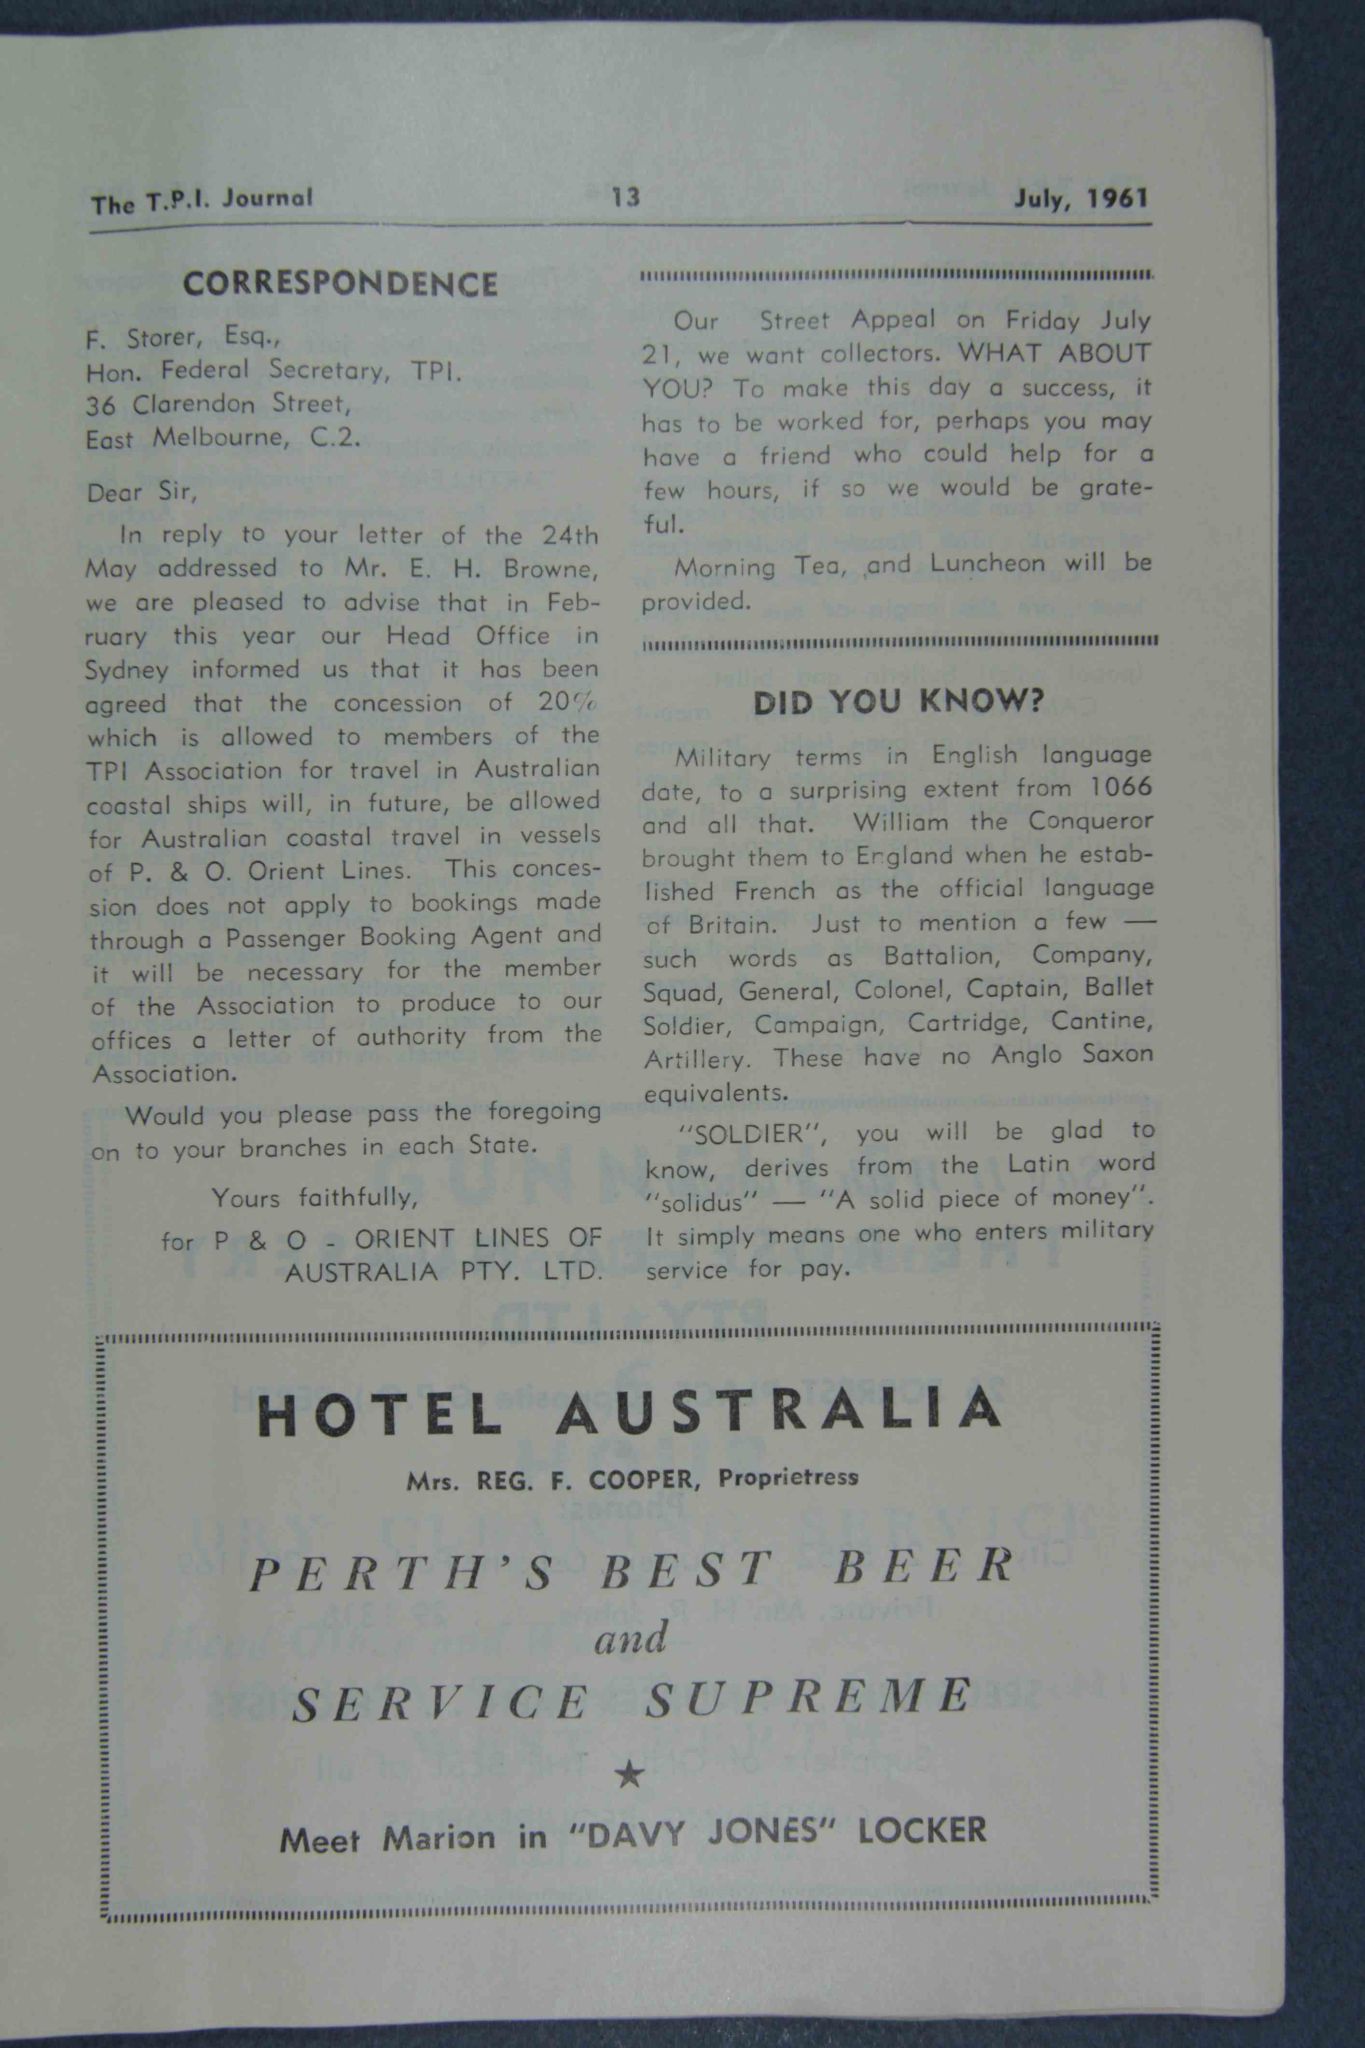 The T.P.I. Journal 13 July, 1961
CORRESPONDENCE
F. Storer, Esq.,
Hon. Federal Secretary, TPI.
36 Clarendon Street,
East Melbourne, C.2.
Dear Sir,
In reply to your letter of the 24th
May addressed to Mr. E. H. Browne,
we are pleased to advise that in Feb-
ruary this year our Head Office in
Sydney informed us that it has been
agreed that the concession of 20%
which is allowed to members of the
TPI Association for travel in Australian
coastal ships will, in future, be allowed
for Australian coastal travel in vessels
of P. & O. Orient Lines. This conces-
sion does not apply to bookings made
through a Passenger Booking Agent and
it will be necessary for the member
of the Association to produce to our
offices a letter of authority from the
Association.
Would you please pass the foregoing
on to your branches in each State.
Yours faithfully,
for P & O - ORIENT LINES OF
AUSTRALIA PTY. LTD.
Our Street Appeal on Friday July
21, we want collectors. WHAT ABOUT
YOU? To make this day a success, it
has to be worked for, perhaps you may
have a friend who could help for a
few hours, if so we would be grate-
ful.
Morning Tea, and Luncheon will be
provided.
DID YOU KNOW?
Military terms in English language
date, to a surprising extent from 1066
and all that. William the Conqueror
brought them to England when he estab-
lished French as the official language
of Britain. Just to mention a few —
such words as Battalion, Company,
Squad, General, Colonel, Captain, Ballet
Soldier, Campaign, Cartridge, Cantine,
Artillery. These have no Anglo Saxon
equivalents.
"SOLDIER", you will be glad to
know, derives from the Latin word
"solidus" — "A solid piece of money".
It simply means one who enters military
service for pay.
HOTEL AUSTRALIA
Mrs. REG. F. COOPER, Proprietress
PERTH'S BEST BEER
and
SERVICE SUPREME
★
Meet Marion in "DAVY JONES" LOCKER